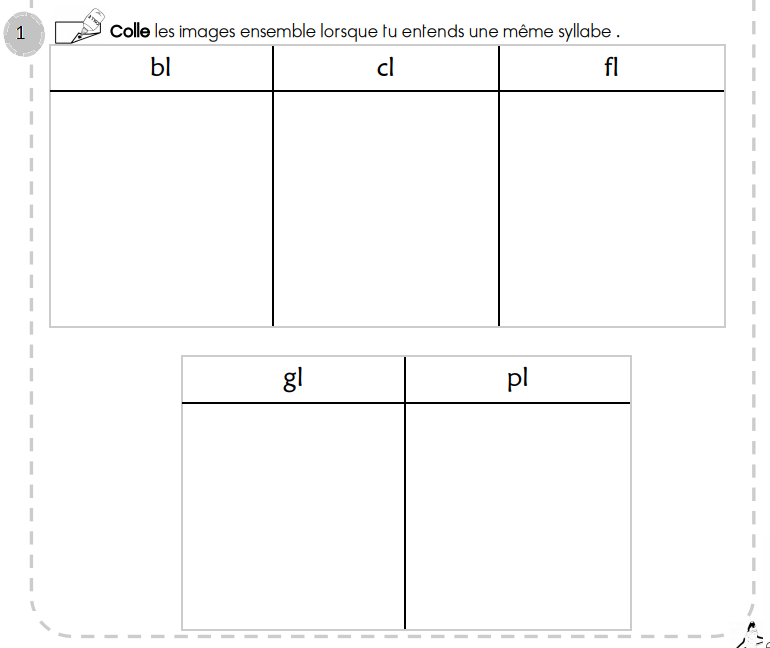 1
Colle les images ensemble lorsque tu entends une même syllabe .
bl cl fl
gl pl